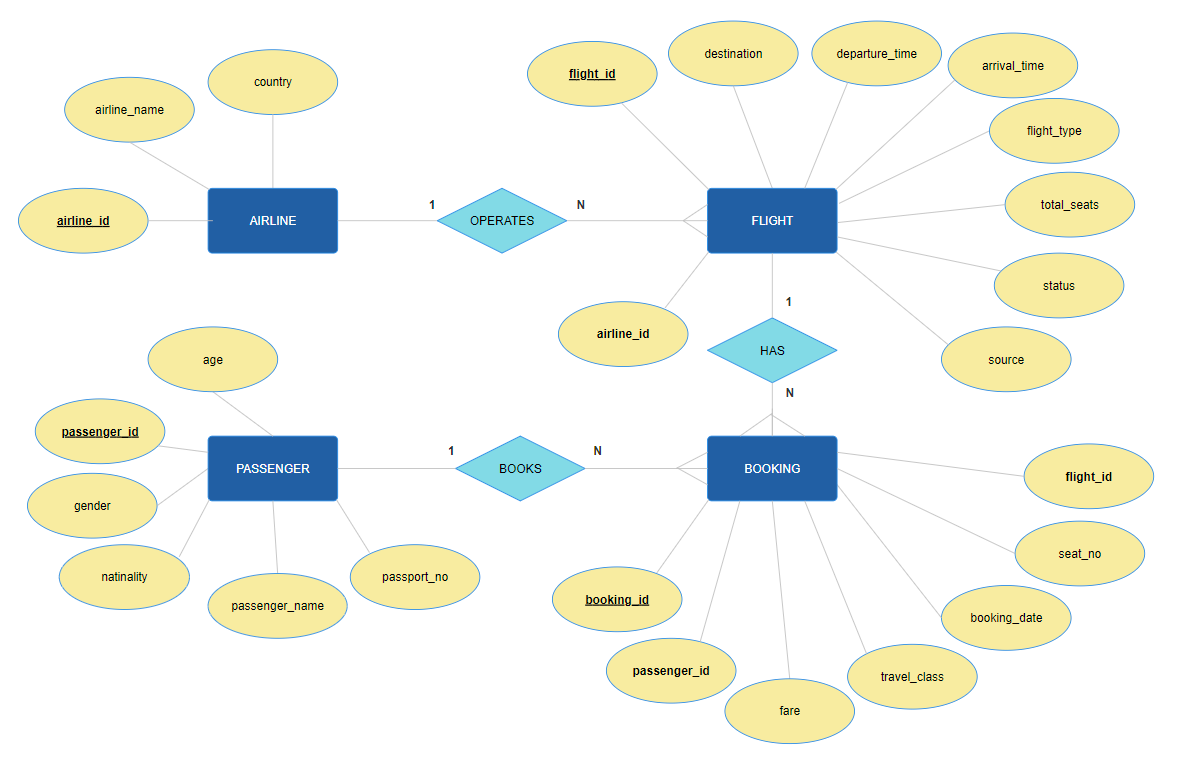 flight_id
destination
departure_time
arrival_time
country
airline_name
flight_type
airline_id
AIRLINE
1
OPERATES
N
FLIGHT
total_seats
status
1
airline_id
HAS
source
age
N
passenger_id
PASSENGER
1
BOOKS
N
BOOKING
flight_id
gender
seat_no
natinality
passport_no
passenger_name
booking_id
booking_date
passenger_id
travel_class
fare